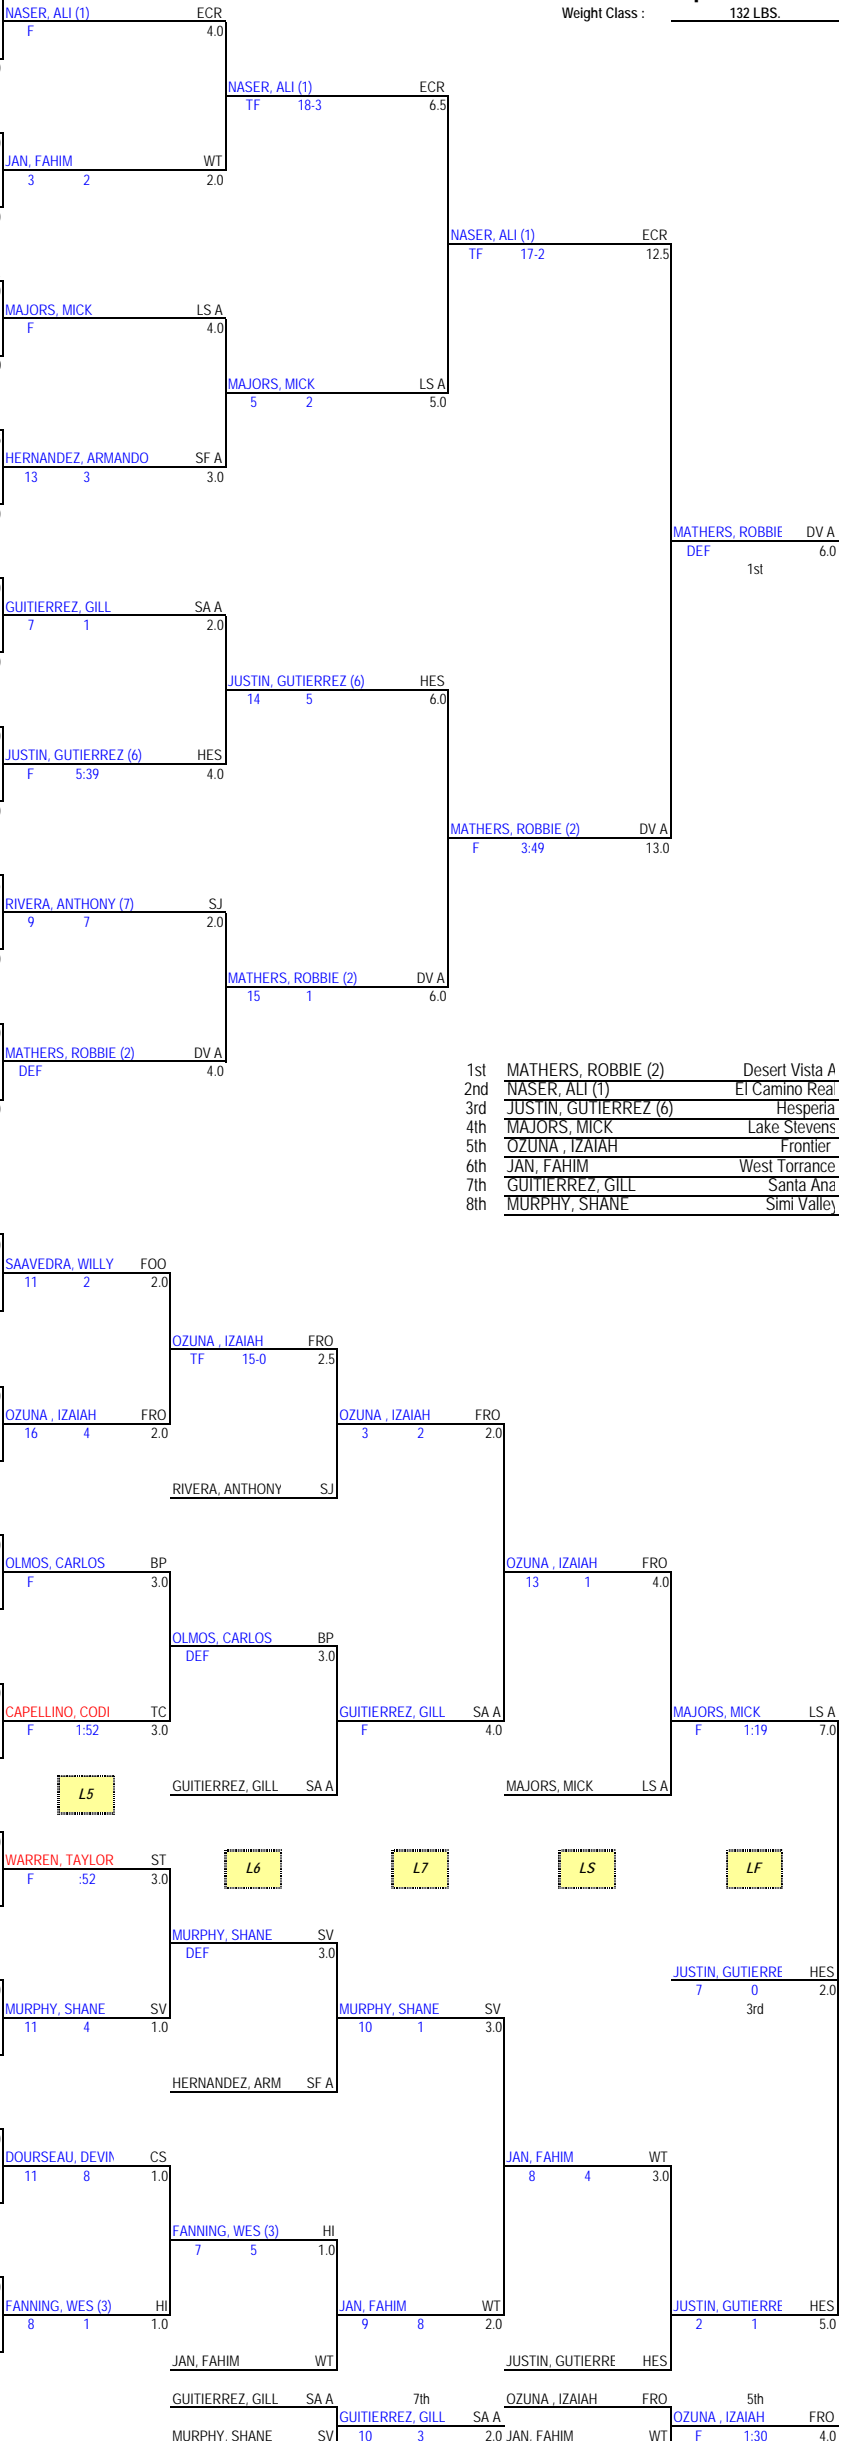 NASER, ALI (1) ECR Weight Class : 132 LBS.
F 4.0
NASER, ALI (1) ECR
TF 18-3 6.5
JAN, FAHIM WT
3 2 2.0
NASER, ALI (1) ECR
TF 17-2 12.5
MAJORS, MICK LS A
F 4.0
MAJORS, MICK LS A
5 2 5.0
HERNANDEZ, ARMANDO SF A
13 3 3.0
MATHERS, ROBBIE DV A
DEF 6.0
1st
GUITIERREZ, GILL SA A
7 1 2.0
JUSTIN, GUTIERREZ (6) HES
14 5 6.0
JUSTIN, GUTIERREZ (6) HES
F 5:39 4.0
MATHERS, ROBBIE (2) DV A
F 3:49 13.0
RIVERA, ANTHONY (7) SJ
9 7 2.0
MATHERS, ROBBIE (2) DV A
15 1 6.0
MATHERS, ROBBIE (2) DV A
DEF 4.0
1st MATHERS, ROBBIE (2) Desert Vista A
2nd NASER, ALI (1) El Camino Real
3rd JUSTIN, GUTIERREZ (6) Hesperia
4th MAJORS, MICK Lake Stevens
5th OZUNA , IZAIAH Frontier
6th JAN, FAHIM West Torrance
7th GUITIERREZ, GILL Santa Ana
8th MURPHY, SHANE Simi Valley
SAAVEDRA, WILLY FOO
11 2 2.0
OZUNA , IZAIAH FRO
TF 15-0 2.5
OZUNA , IZAIAH FRO
16 4 2.0
OZUNA , IZAIAH FRO
3 2 2.0
RIVERA, ANTHONY SJ
OLMOS, CARLOS BP
F 3.0
OZUNA , IZAIAH FRO
13 1 4.0
OLMOS, CARLOS BP
DEF 3.0
CAPELLINO, CODI TC
F 1:52 3.0
GUITIERREZ, GILL SA A
F 4.0
MAJORS, MICK LS A
F 1:19 7.0
L5
GUITIERREZ, GILL SA A
MAJORS, MICK LS A
WARREN, TAYLOR ST
F :52 3.0
L6 L7 LS LF
MURPHY, SHANE SV
DEF 3.0
JUSTIN, GUTIERRE HES
7 0 2.0
3rd
MURPHY, SHANE SV
11 4 1.0
MURPHY, SHANE SV
10 1 3.0
HERNANDEZ, ARM SF A
DOURSEAU, DEVIN CS
11 8 1.0
JAN, FAHIM WT
8 4 3.0
FANNING, WES (3) HI
7 5 1.0
FANNING, WES (3) HI
8 1 1.0
JAN, FAHIM WT
9 8 2.0
JUSTIN, GUTIERRE HES
2 1 5.0
JAN, FAHIM WT
JUSTIN, GUTIERRE HES
GUITIERREZ, GILL SA A 7th OZUNA , IZAIAH FRO 5th
GUITIERREZ, GILL SA A OZUNA , IZAIAH FRO
MURPHY, SHANE SV 10 3 2.0 JAN, FAHIM WT F 1:30 4.0